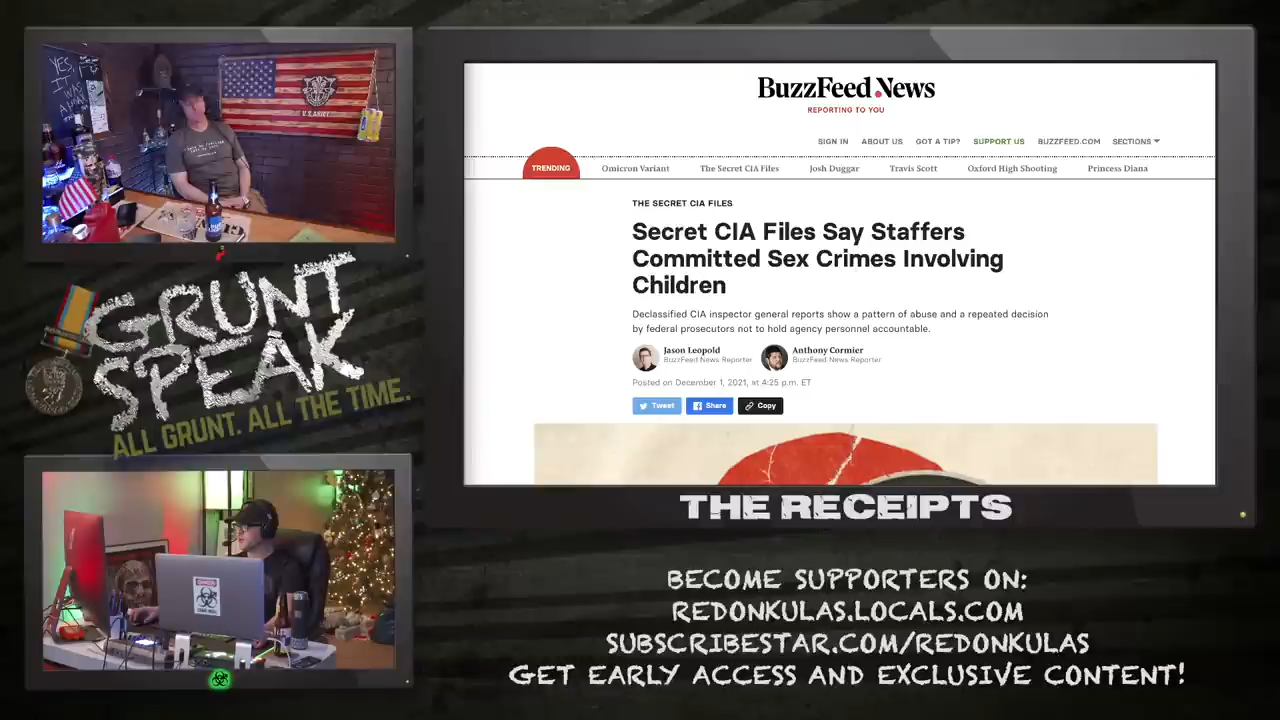 YES,
IT
WAS
U.S. ARMY
GRUNT
SPEAK
ALL GRUNT. ALL THE TIME.
BuzzFeed News
REPORTING TO YOU
SIGN IN ABOUT US GOT A TIP? SUPPORT US BUZZFEED.COM SECTIONS
TRENDING Omicron Variant The Secret CIA Files Josh Duggar Travis Scott Oxford High Shooting Princess Diana
THE SECRET CIA FILES
Secret CIA Files Say Staffers
Committed Sex Crimes Involving
Children
Declassified CIA inspector general reports show a pattern of abuse and a repeated decision
by federal prosecutors not to hold agency personnel accountable.
Jason Leopold
BuzzFeed News Reporter
Anthony Cormier
BuzzFeed News Reporter
Posted on December 1, 2021, at 4:25 p.m. ET
Tweet Share Copy
THE RECEIPTS
BECOME SUPPORTERS ON:
REDONKULAS.LOCALS.COM
SUBSCRIBESTAR.COM/REDONKULAS
GET EARLY ACCESS AND EXCLUSIVE CONTENT!